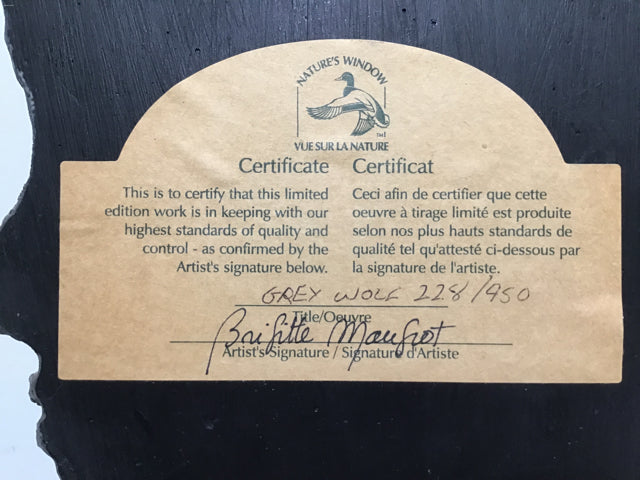 NATURE'S WINDOW
TM
VUE SUR LA NATURE
Certificate
This is to certify that this limited
edition work is in keeping with our
highest standards of quality and
control - as confirmed by the
Artist's signature below.
Certificat
Ceci afin de certifier que cette
oeuvre à tirage limité est produite
selon nos plus hauts standards de
qualité tel qu'attesté ci-dessous par
la signature de l'artiste.
GREY WOLF 228/950
Title/Oeuvre
Brigitte
Artist's Signature / Signature d'Artiste